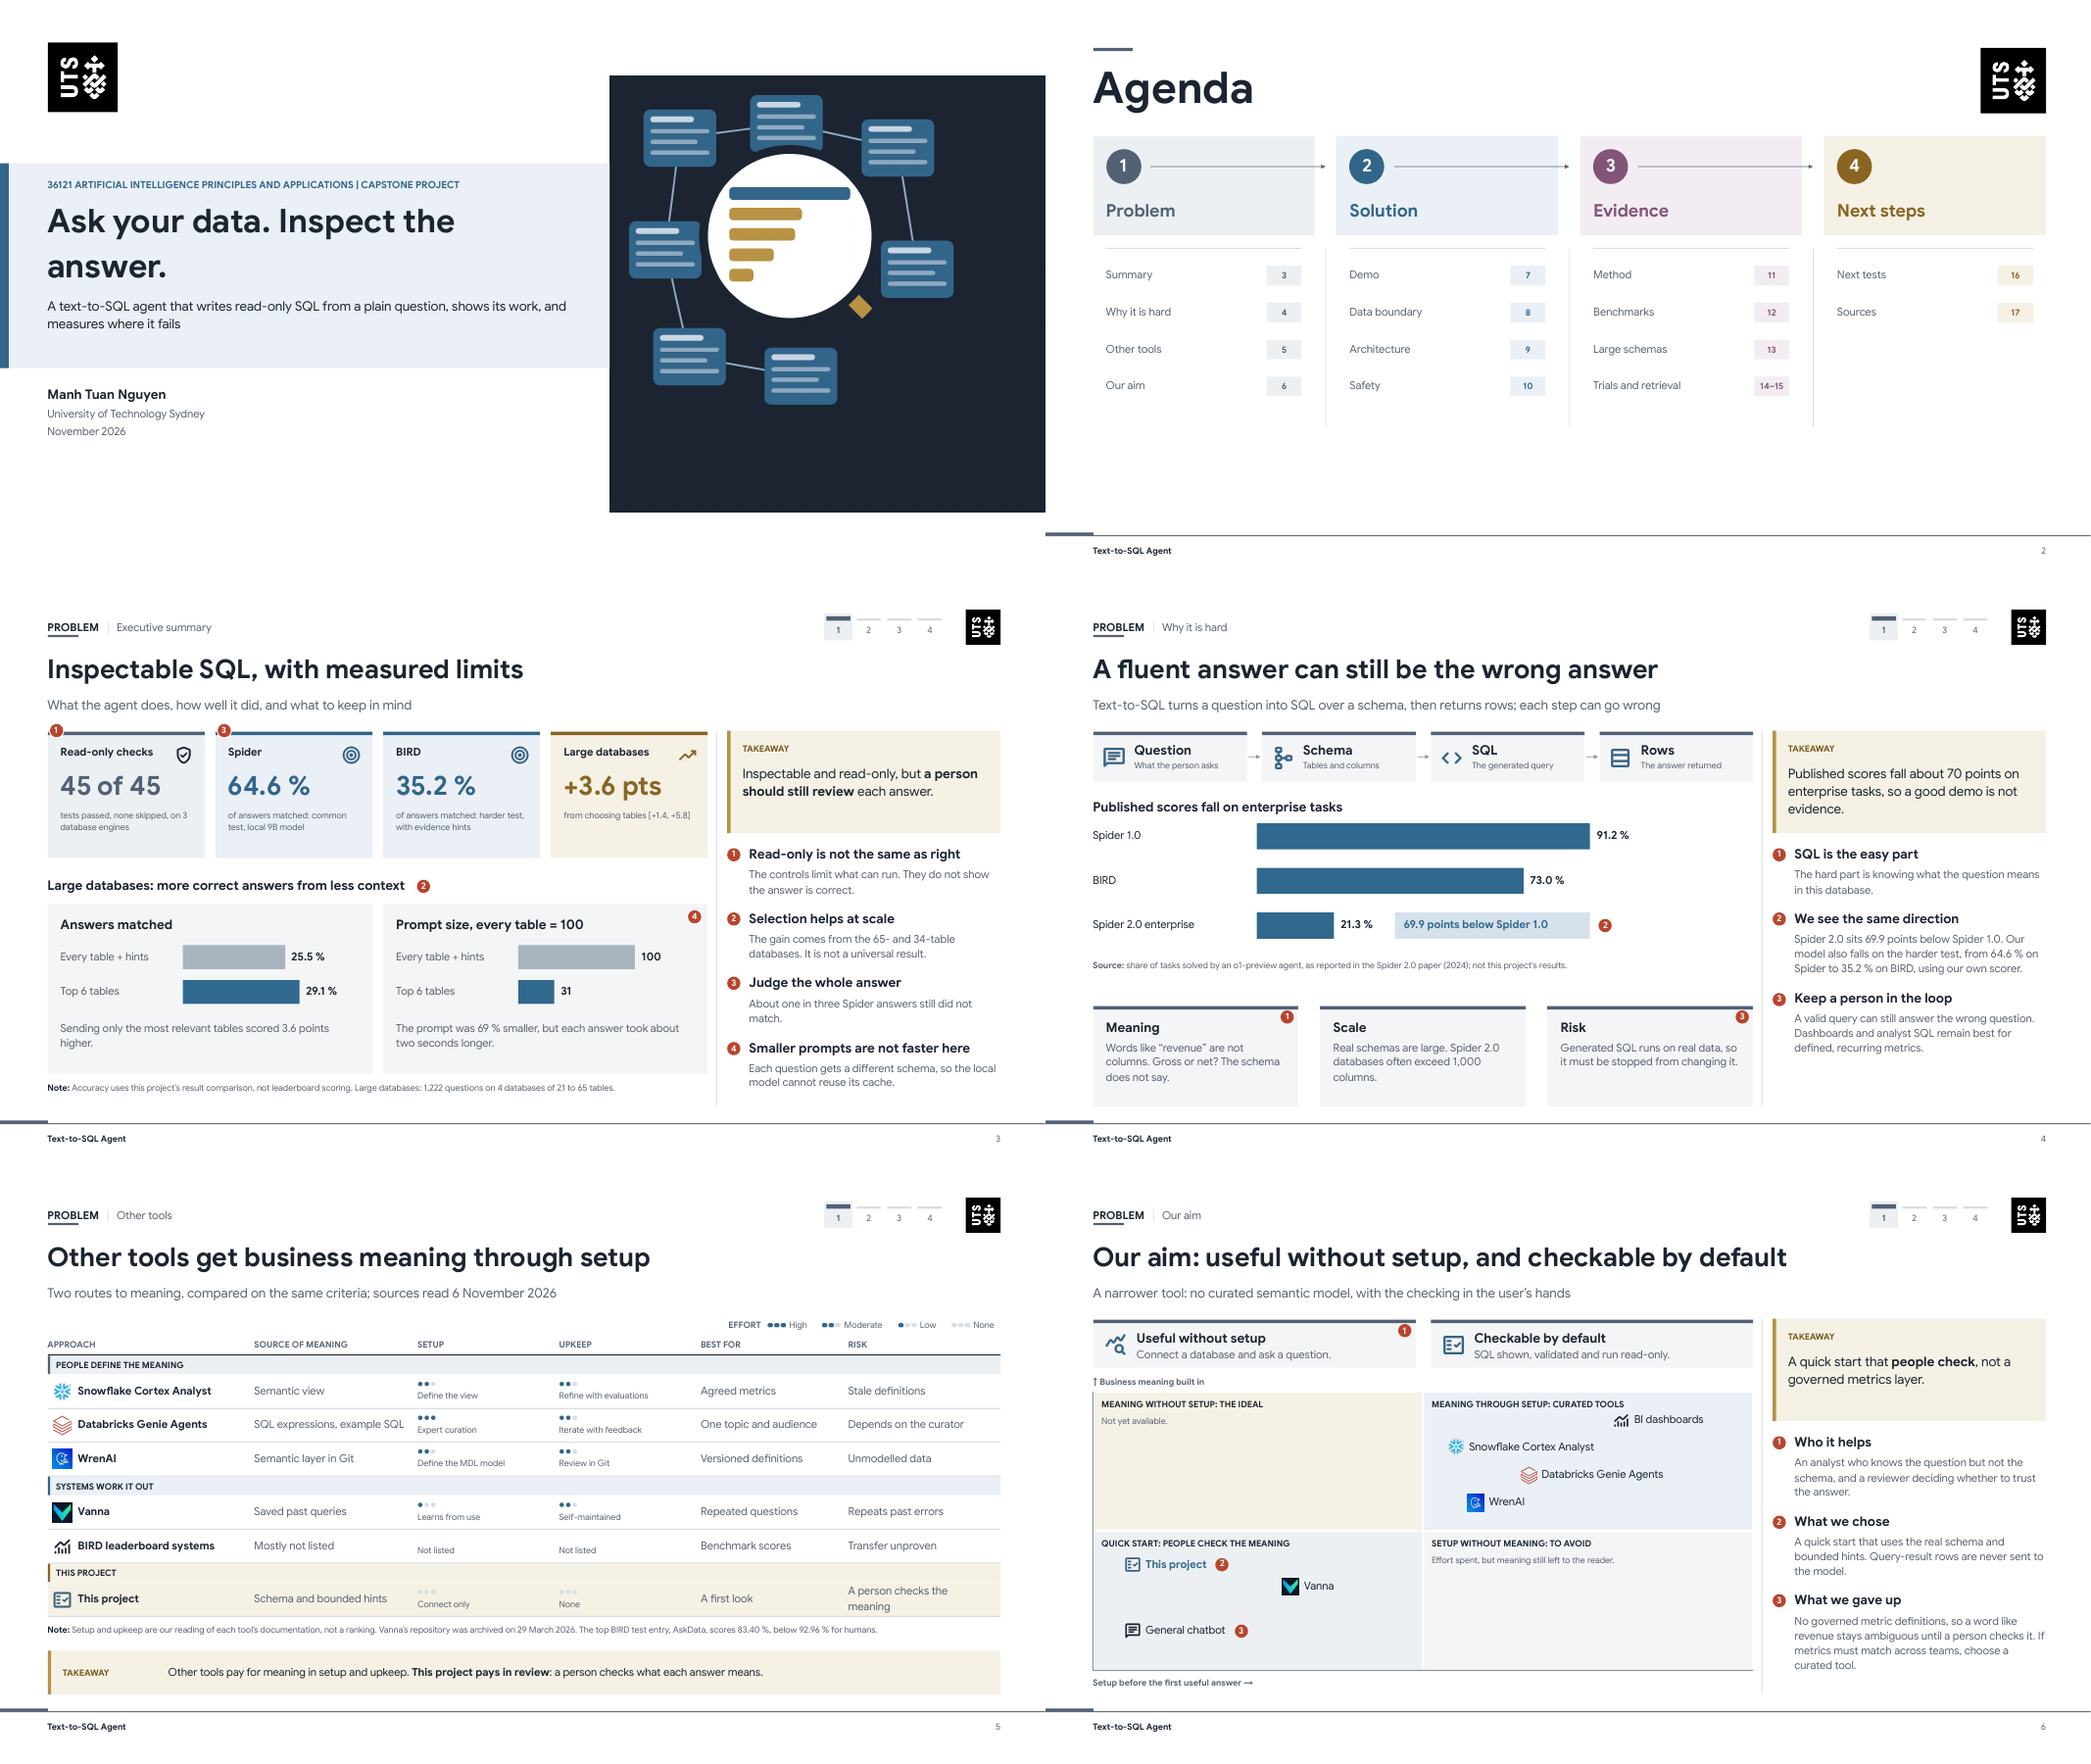 UTS
36121 ARTIFICIAL INTELLIGENCE PRINCIPLES AND APPLICATIONS | CAPSTONE PROJECT
Ask your data. Inspect the
answer.
A text-to-SQL agent that writes read-only SQL from a plain question, shows its work, and
measures where it fails
Manh Tuan Nguyen
University of Technology Sydney
November 2026
Agenda
UTS
1
Problem
Summary 3
Why it is hard 4
Other tools 5
Our aim 6
2
Solution
Demo 7
Data boundary 8
Architecture 9
Safety 10
3
Evidence
Method 11
Benchmarks 12
Large schemas 13
Trials and retrieval 14–15
4
Next steps
Next tests 16
Sources 17
Text-to-SQL Agent 2
PROBLEM | Executive summary
1 2 3 4
UTS
Inspectable SQL, with measured limits
What the agent does, how well it did, and what to keep in mind
1
Read-only checks
45 of 45
tests passed, none skipped, on 3
database engines
3
Spider
64.6 %
of answers matched: common
test, local 9B model
BIRD
35.2 %
of answers matched: harder test,
with evidence hints
Large databases
+3.6 pts
from choosing tables [+1.4, +5.8]
Large databases: more correct answers from less context 2
Answers matched
Every table + hints 25.5 %
Top 6 tables 29.1 %
Sending only the most relevant tables scored 3.6 points
higher.
4
Prompt size, every table = 100
Every table + hints 100
Top 6 tables 31
The prompt was 69 % smaller, but each answer took about
two seconds longer.
Note: Accuracy uses this project's result comparison, not leaderboard scoring. Large databases: 1,222 questions on 4 databases of 21 to 65 tables.
TAKEAWAY
Inspectable and read-only, but a person
should still review each answer.
1 Read-only is not the same as right
The controls limit what can run. They do not show
the answer is correct.
2 Selection helps at scale
The gain comes from the 65- and 34-table
databases. It is not a universal result.
3 Judge the whole answer
About one in three Spider answers still did not
match.
4 Smaller prompts are not faster here
Each question gets a different schema, so the local
model cannot reuse its cache.
Text-to-SQL Agent 3
PROBLEM | Why it is hard
1 2 3 4
UTS
A fluent answer can still be the wrong answer
Text-to-SQL turns a question into SQL over a schema, then returns rows; each step can go wrong
Question
What the person asks
Schema
Tables and columns
SQL
The generated query
Rows
The answer returned
Published scores fall on enterprise tasks
Spider 1.0 91.2 %
BIRD 73.0 %
Spider 2.0 enterprise 21.3 % 69.9 points below Spider 1.0 2
Source: share of tasks solved by an o1-preview agent, as reported in the Spider 2.0 paper (2024); not this project's results.
1
Meaning
Words like “revenue” are not
columns. Gross or net? The schema
does not say.
Scale
Real schemas are large. Spider 2.0
databases often exceed 1,000
columns.
3
Risk
Generated SQL runs on real data, so
it must be stopped from changing it.
TAKEAWAY
Published scores fall about 70 points on
enterprise tasks, so a good demo is not
evidence.
1 SQL is the easy part
The hard part is knowing what the question means
in this database.
2 We see the same direction
Spider 2.0 sits 69.9 points below Spider 1.0. Our
model also falls on the harder test, from 64.6 % on
Spider to 35.2 % on BIRD, using our own scorer.
3 Keep a person in the loop
A valid query can still answer the wrong question.
Dashboards and analyst SQL remain best for
defined, recurring metrics.
Text-to-SQL Agent 4
PROBLEM | Other tools
1 2 3 4
UTS
Other tools get business meaning through setup
Two routes to meaning, compared on the same criteria; sources read 6 November 2026
EFFORT High Moderate Low None
APPROACH SOURCE OF MEANING SETUP UPKEEP BEST FOR RISK
PEOPLE DEFINE THE MEANING
Snowflake Cortex Analyst Semantic view Define the view Refine with evaluations Agreed metrics Stale definitions
Databricks Genie Agents SQL expressions, example SQL Expert curation Iterate with feedback One topic and audience Depends on the curator
WrenAI Semantic layer in Git Define the MDL model Review in Git Versioned definitions Unmodelled data
SYSTEMS WORK IT OUT
Vanna Saved past queries Learns from use Self-maintained Repeated questions Repeats past errors
BIRD leaderboard systems Mostly not listed Not listed Not listed Benchmark scores Transfer unproven
THIS PROJECT
This project Schema and bounded hints Connect only None A first look A person checks the
meaning
Note: Setup and upkeep are our reading of each tool's documentation, not a ranking. Vanna's repository was archived on 29 March 2026. The top BIRD test entry, AskData, scores 83.40 %, below 92.96 % for humans.
TAKEAWAY Other tools pay for meaning in setup and upkeep. This project pays in review: a person checks what each answer means.
Text-to-SQL Agent 5
PROBLEM | Our aim
1 2 3 4
UTS
Our aim: useful without setup, and checkable by default
A narrower tool: no curated semantic model, with the checking in the user's hands
1
Useful without setup
Connect a database and ask a question.
Checkable by default
SQL shown, validated and run read-only.
↑ Business meaning built in
MEANING WITHOUT SETUP: THE IDEAL
Not yet available.
MEANING THROUGH SETUP: CURATED TOOLS
BI dashboards
Snowflake Cortex Analyst
Databricks Genie Agents
WrenAI
QUICK START: PEOPLE CHECK THE MEANING
This project 2
Vanna
General chatbot 3
SETUP WITHOUT MEANING: TO AVOID
Effort spent, but meaning still left to the reader.
Setup before the first useful answer →
TAKEAWAY
A quick start that people check, not a
governed metrics layer.
1 Who it helps
An analyst who knows the question but not the
schema, and a reviewer deciding whether to trust
the answer.
2 What we chose
A quick start that uses the real schema and
bounded hints. Query-result rows are never sent to
the model.
3 What we gave up
No governed metric definitions, so a word like
revenue stays ambiguous until a person checks it. If
metrics must match across teams, choose a
curated tool.
Text-to-SQL Agent 6